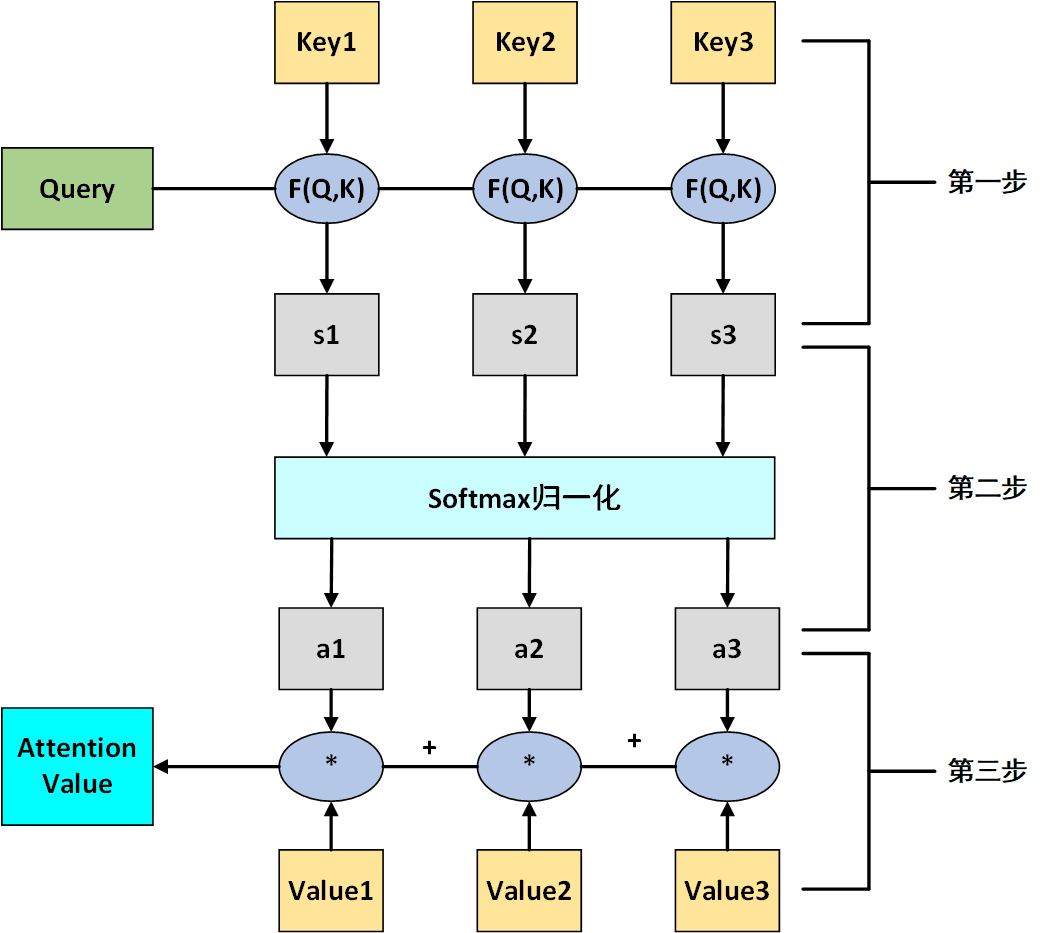 Key1
Key2
Key3
Query
F(Q,K)
F(Q,K)
F(Q,K)
第一步
s1
s2
s3
Softmax归一化
第二步
a1
a2
a3
Attention
Value
*
+
*
+
*
第三步
Value1
Value2
Value3